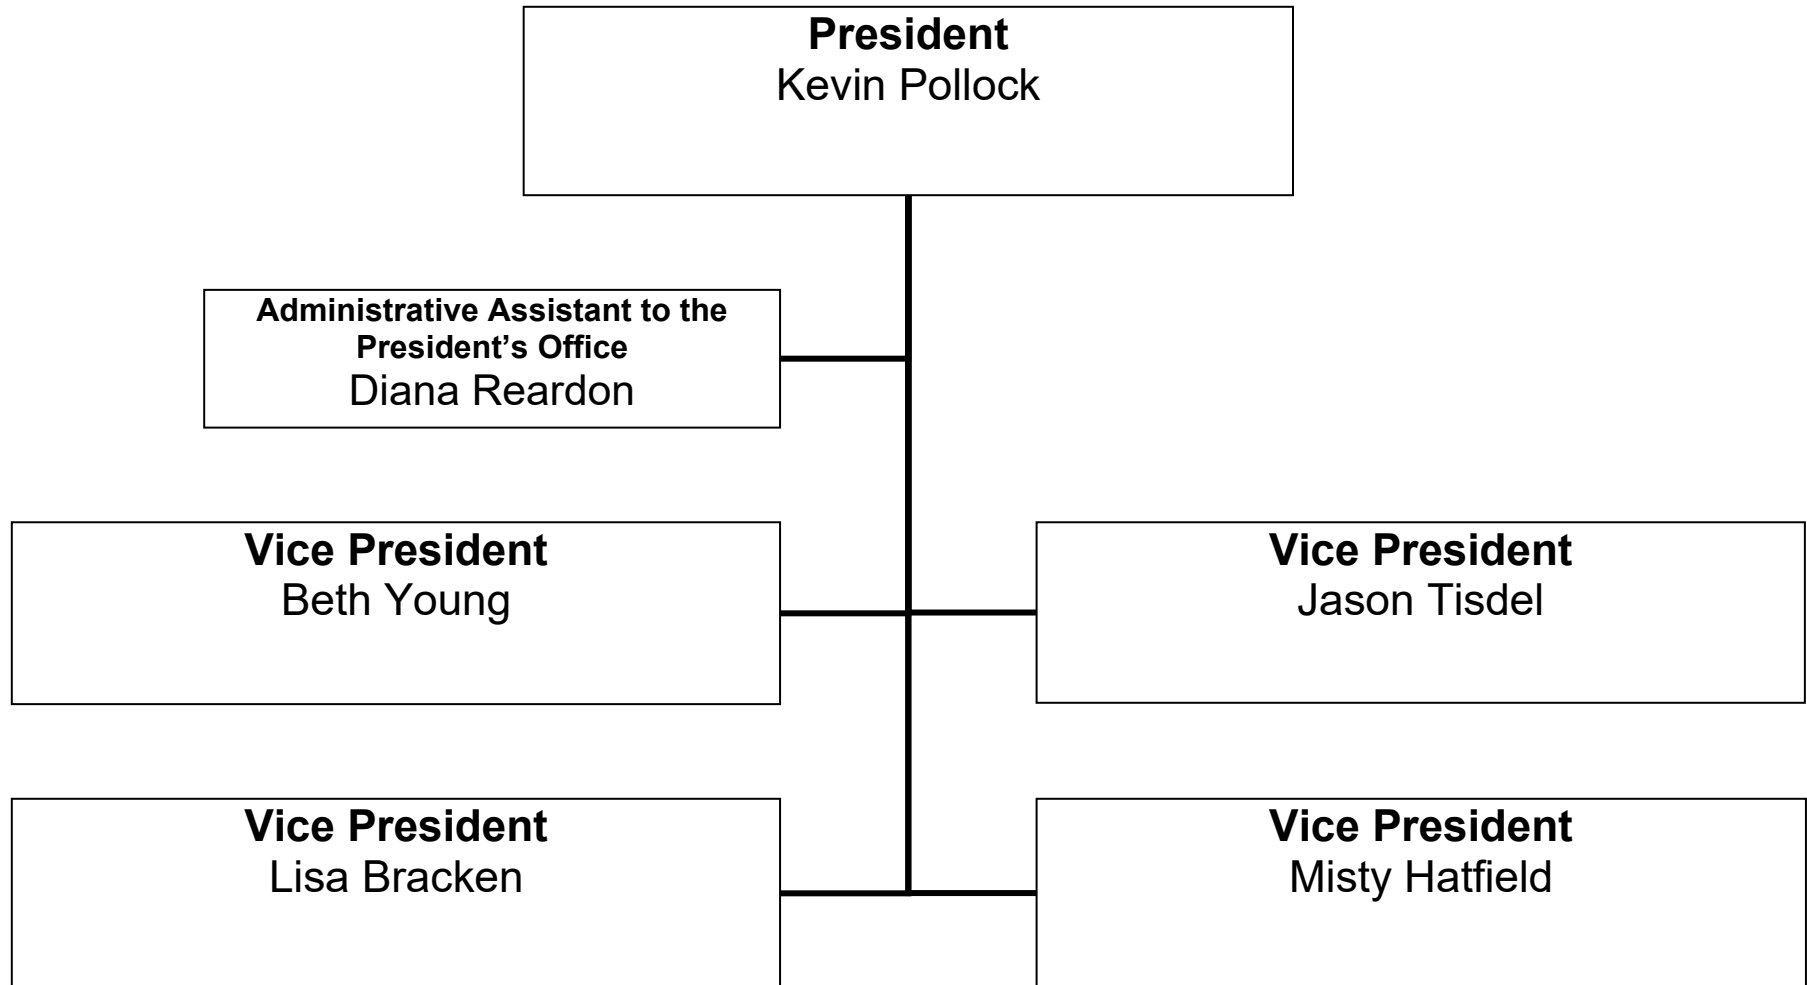 President
Kevin Pollock
Administrative Assistant to the
President’s Office
Diana Reardon
Vice President
Beth Young
Vice President
Jason Tisdel
Vice President
Lisa Bracken
Vice President
Misty Hatfield